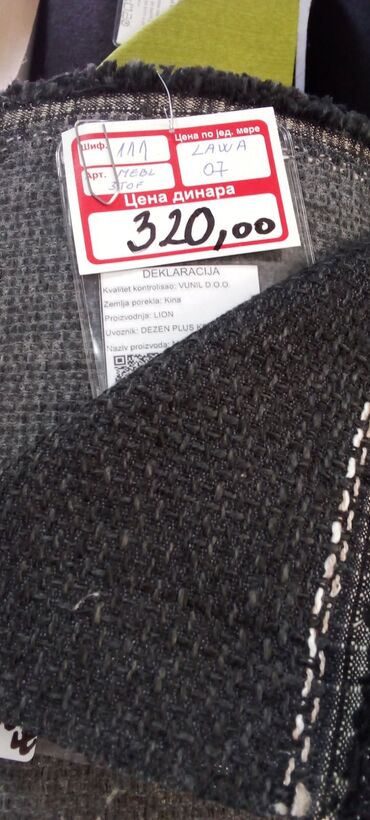 Шиф. 111
Цена по јед. мере
LAWA
07
Арт. MEBL
ŠTOF
Цена динара
320,00
DEKLARACIJA
Kvalitet kontrolisao: VUNIL D.O.O.
Zemlja porekla: Kina
Proizvodnja: LION
Uvoznik: DEZEN PLUS
Naziv proizvoda: